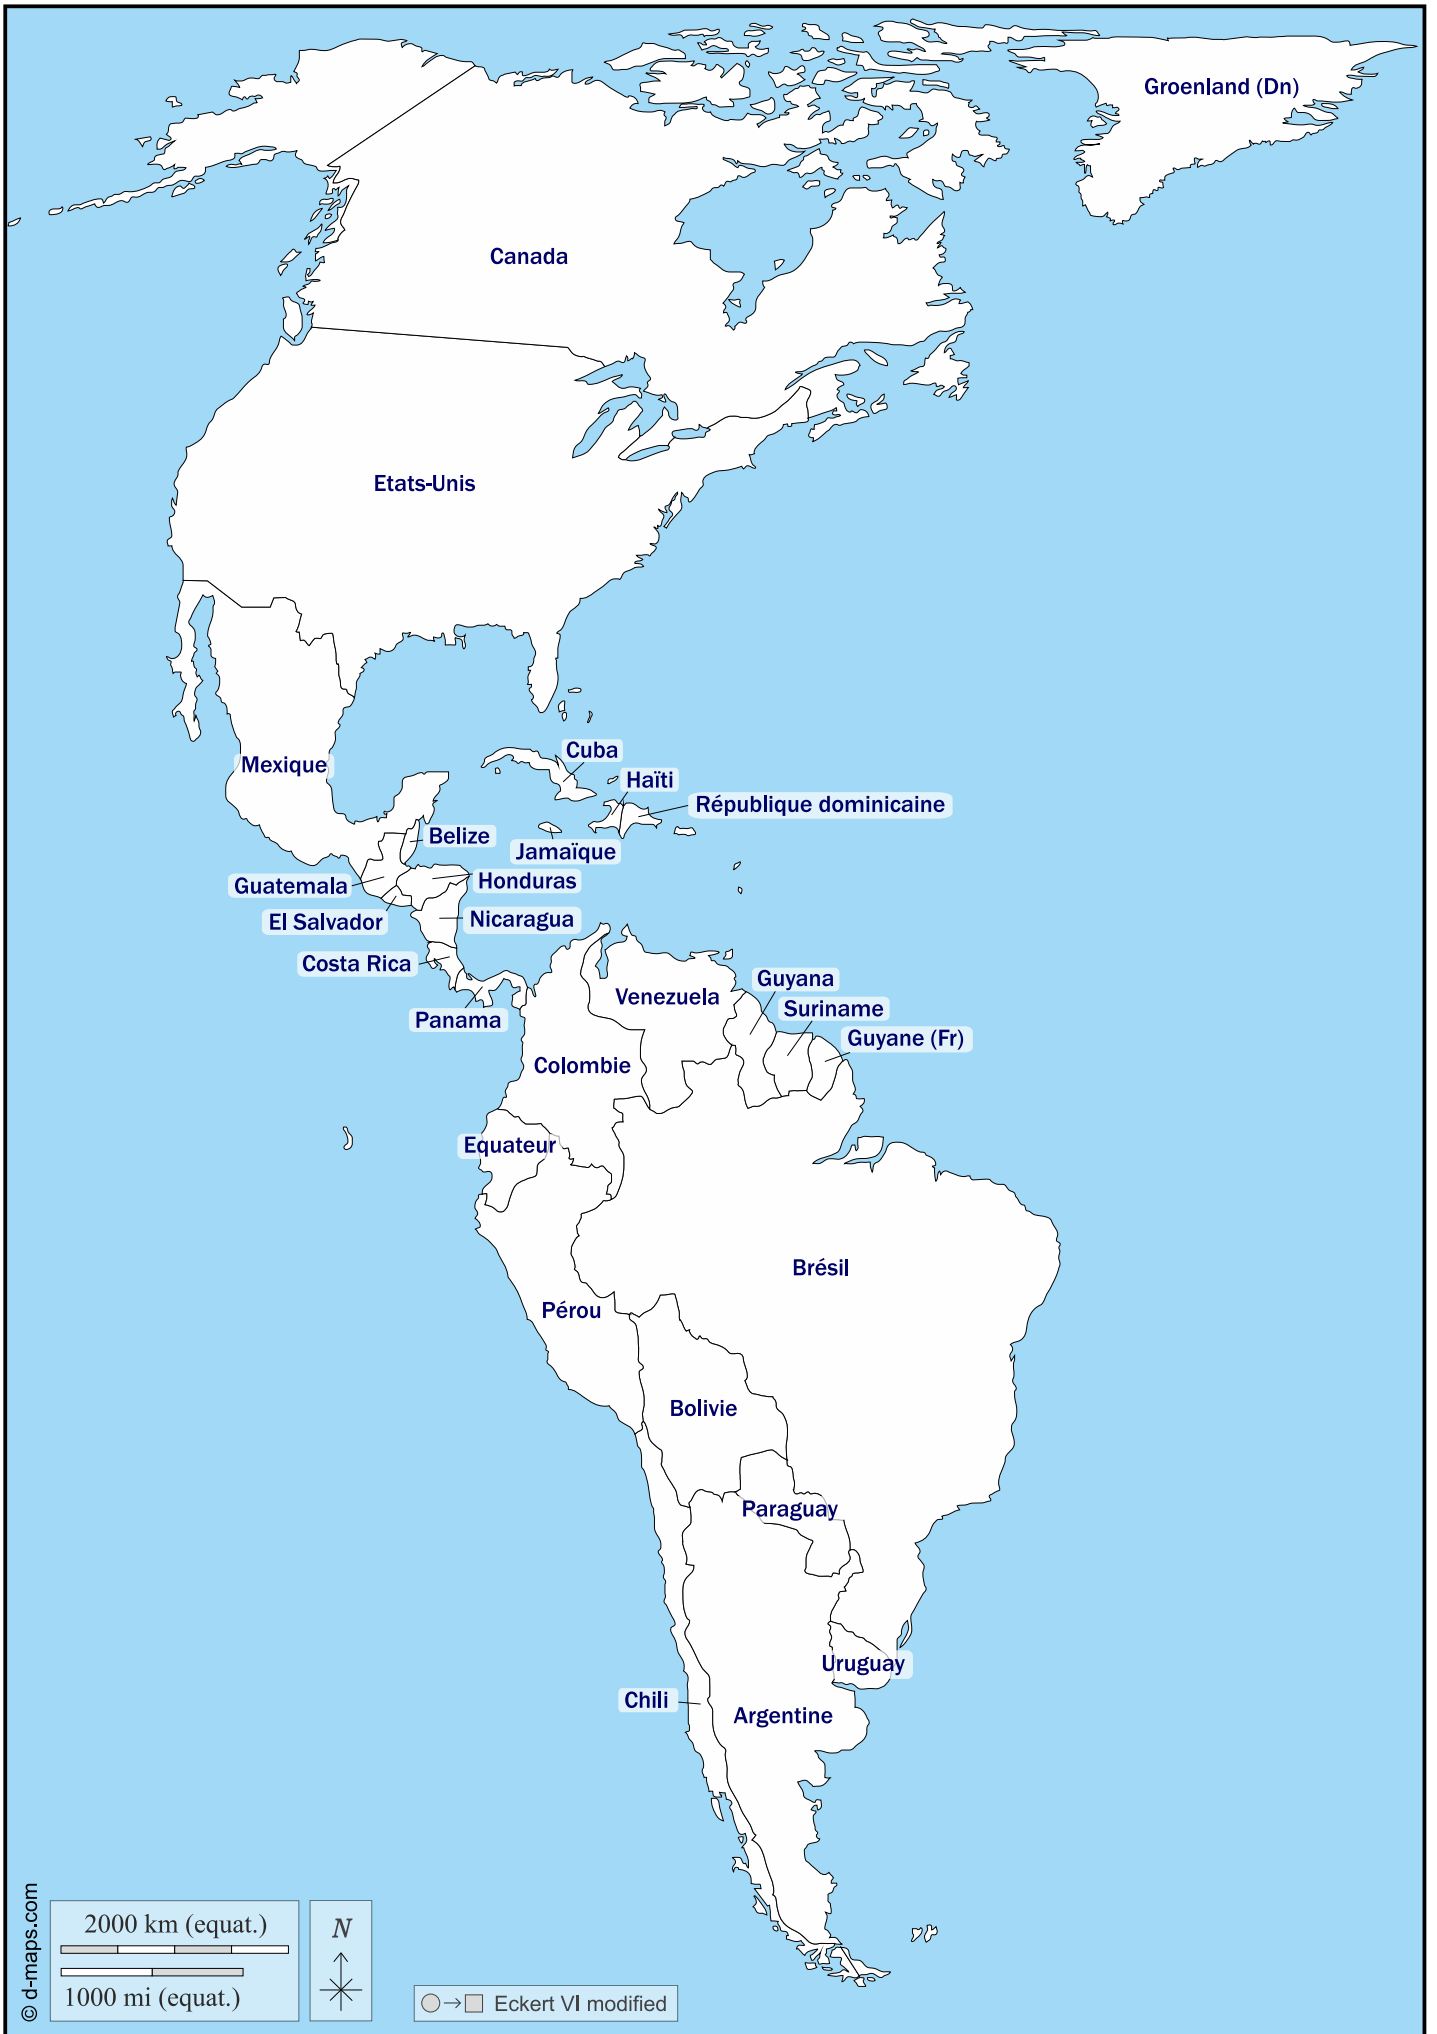 Groenland (Dn)
Canada
Etats-Unis
Mexique
Cuba
Haïti
République dominicaine
Belize
Jamaïque
Guatemala
Honduras
El Salvador
Nicaragua
Costa Rica
Panama
Venezuela
Guyana
Suriname
Guyane (Fr)
Colombie
Equateur
Brésil
Pérou
Bolivie
Paraguay
Uruguay
Chili
Argentine
© d-maps.com
2000 km (equat.)
1000 mi (equat.)
N
Eckert VI modified